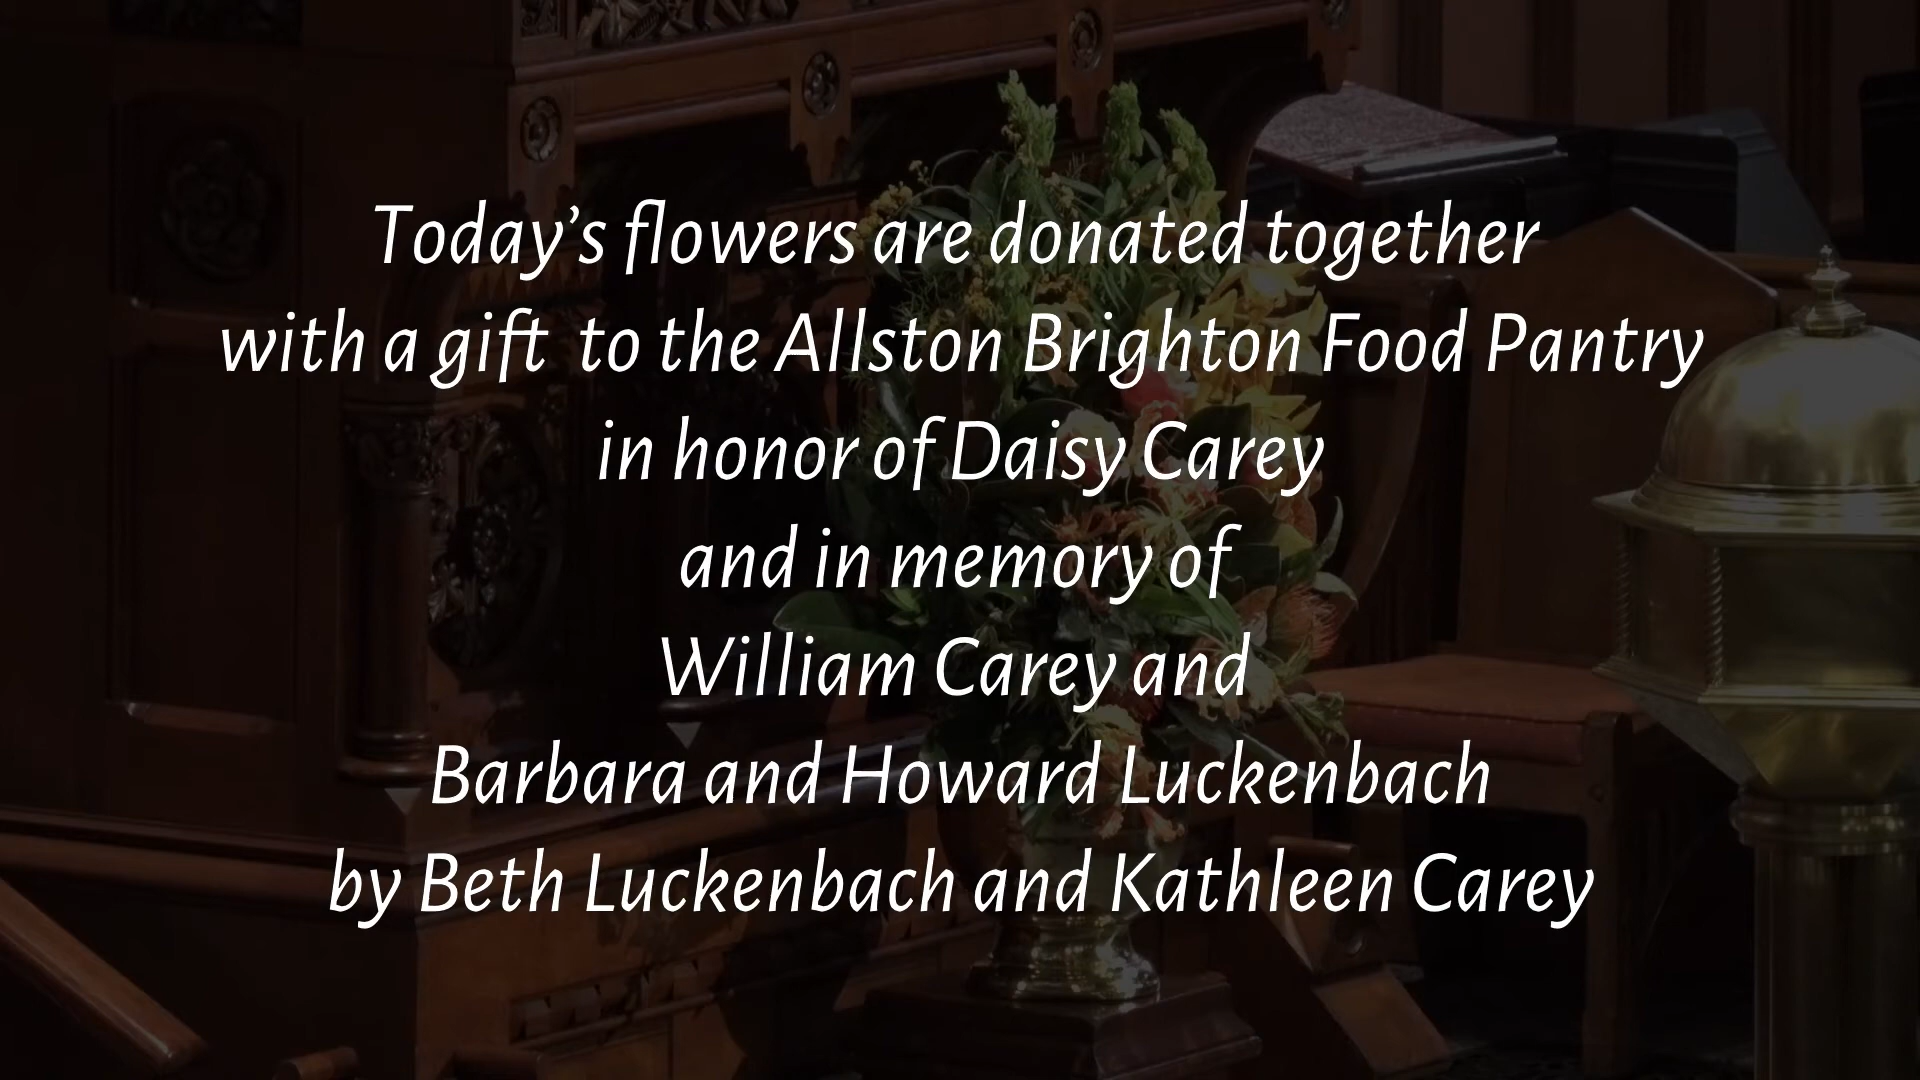 Today’s flowers are donated together
with a gift  to the Allston Brighton Food Pantry
in honor of Daisy Carey
and in memory of
William Carey and
Barbara and Howard Luckenbach
by Beth Luckenbach and Kathleen Carey